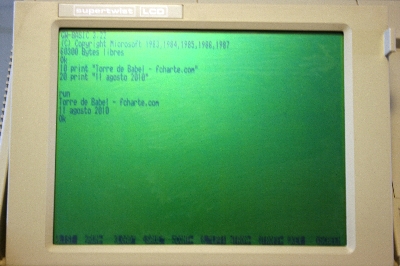 supertwist LCD
GW-BASIC 3.22
(C) Copyright Microsoft 1983,1984,1985,1986,1987
60300 Bytes libres
Ok
10 print "Torre de Babel - fcharte.com"
20 print "11 agosto 2010"
run
Torre de Babel - fcharte.com
11 agosto 2010
Ok